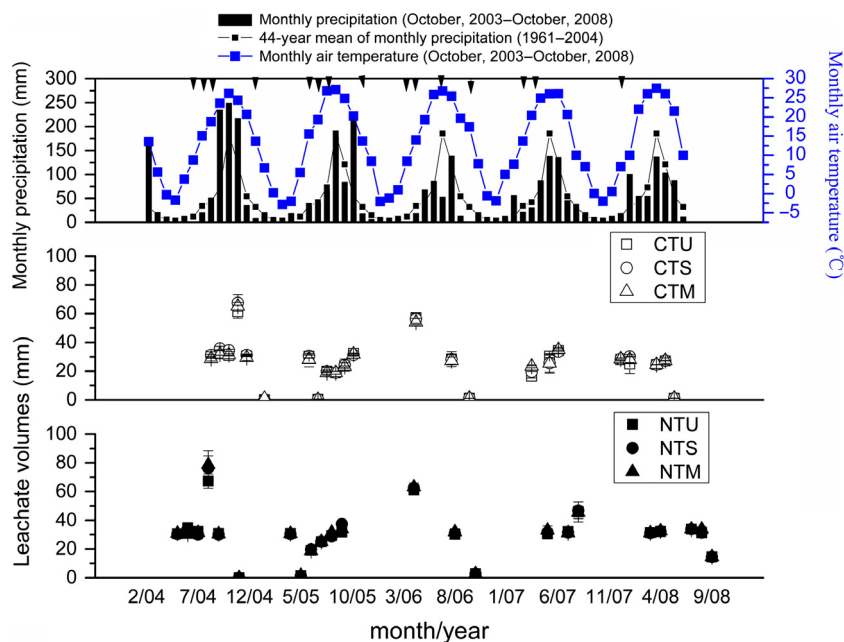 Monthly precipitation (October, 2003–October, 2008)
44-year mean of monthly precipitation (1961–2004)
Monthly air temperature (October, 2003–October, 2008)
Monthly precipitation (mm)
300
250
200
150
100
50
0
30
25
20
15
10
5
0
−5
Monthly air temperature (℃)
100
80
60
40
20
0
CTU
CTS
CTM
Leachate volumes (mm)
100
80
60
40
20
0
NTU
NTS
NTM
2/04 7/04 12/04 5/05 10/05 3/06 8/06 1/07 6/07 11/07 4/08 9/08
month/year